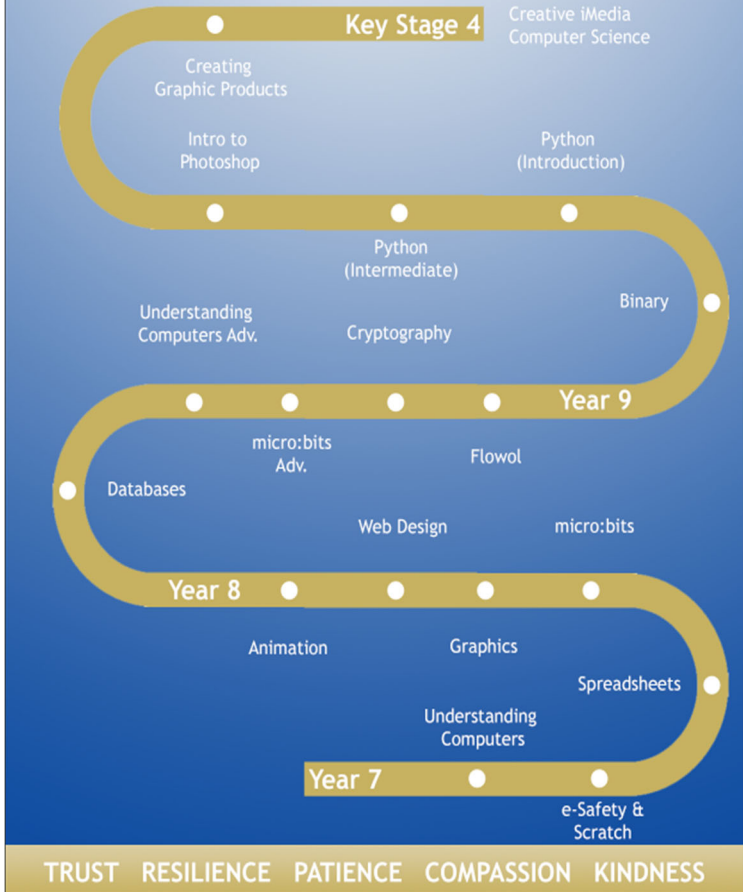 Key Stage 4
Creative iMedia
Computer Science
Creating
Graphic Products
Intro to
Photoshop
Python
(Introduction)
Python
(Intermediate)
Binary
Understanding
Computers Adv.
Cryptography
Year 9
micro:bits
Adv.
Flowol
Databases
Web Design
micro:bits
Year 8
Animation
Graphics
Spreadsheets
Understanding
Computers
Year 7
e-Safety &
Scratch
TRUST RESILIENCE PATIENCE COMPASSION KINDNESS